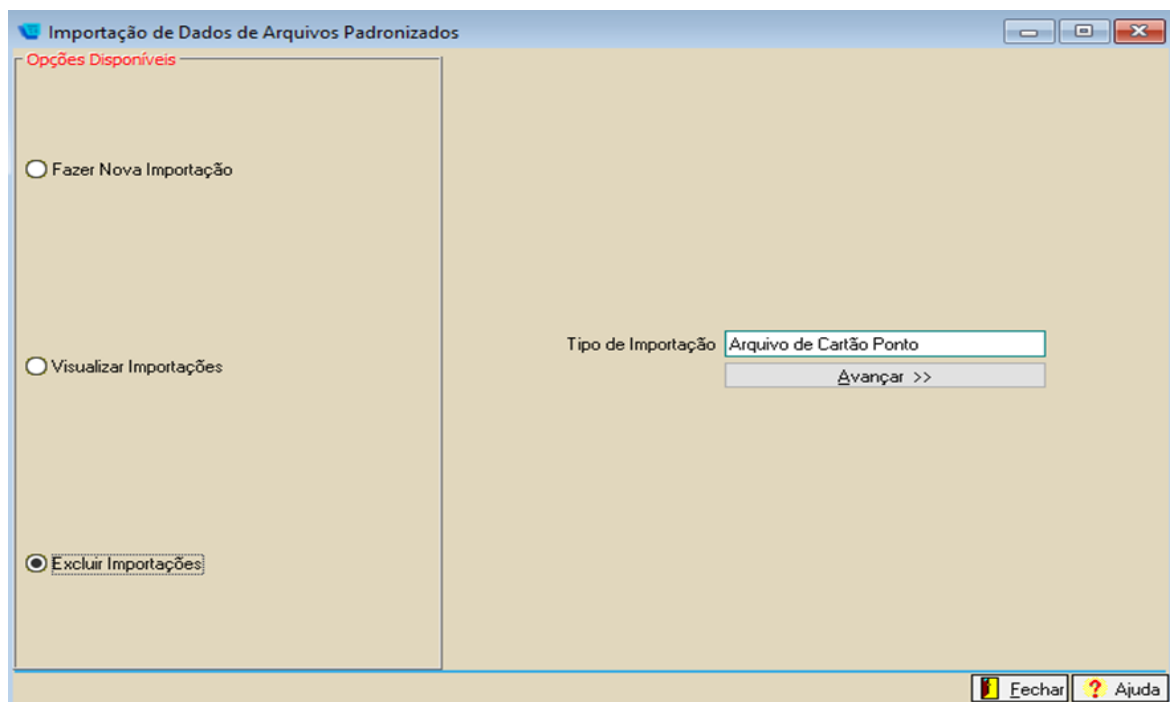 Importação de Dados de Arquivos Padronizados
Opções Disponíveis
Fazer Nova Importação
Tipo de Importação Arquivo de Cartão Ponto
Visualizar Importações
Avançar >>
Excluir Importações
Fechar ? Ajuda